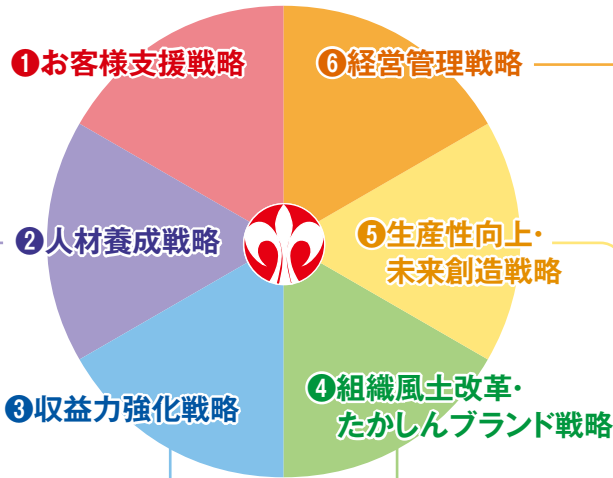 ❶お客様支援戦略
❷人材養成戦略
❸収益力強化戦略
❹組織風土改革・
たかしんブランド戦略
❺生産性向上・
未来創造戦略
❻経営管理戦略